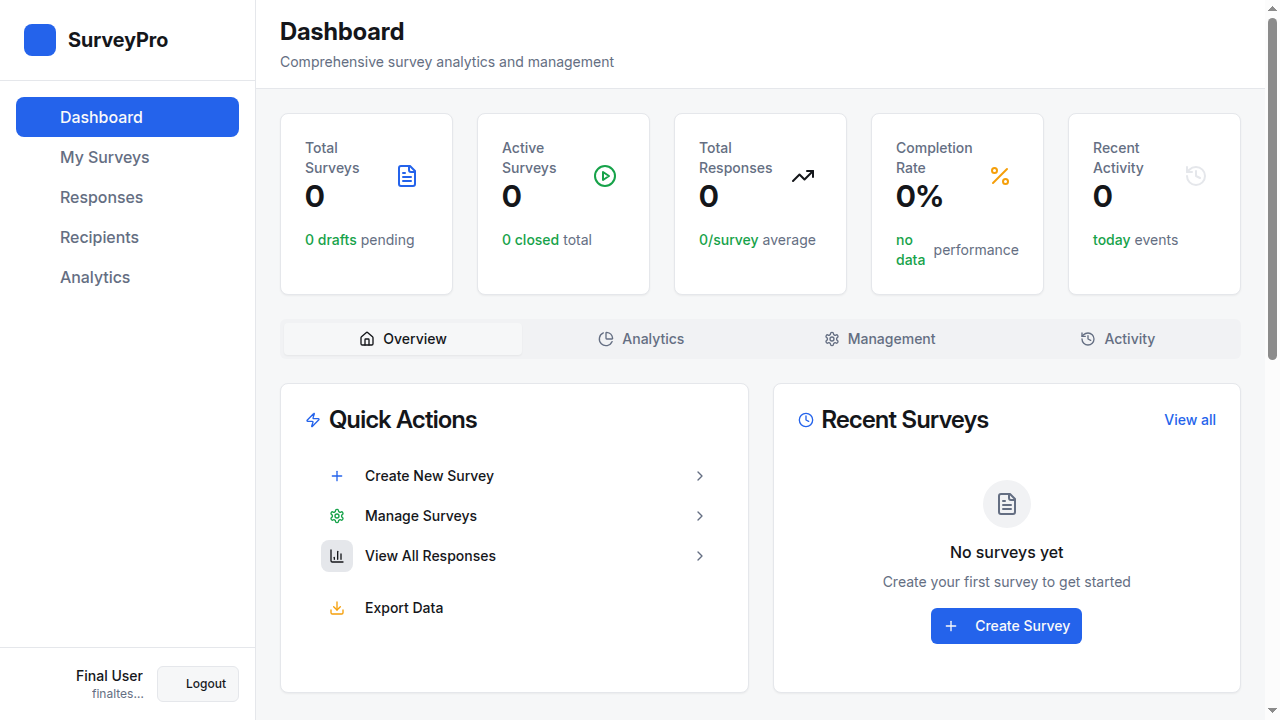 SurveyPro
Dashboard
My Surveys
Responses
Recipients
Analytics
Final User
finaltes...
Logout
Dashboard
Comprehensive survey analytics and management
Total
Surveys
0
0 drafts pending
Active
Surveys
0
0 closed total
Total
Responses
0
0/survey average
Completion
Rate
0%
no
data
performance
Recent
Activity
0
today events
Overview
Analytics
Management
Activity
Quick Actions
Create New Survey
Manage Surveys
View All Responses
Export Data
Recent Surveys
View all
No surveys yet
Create your first survey to get started
Create Survey